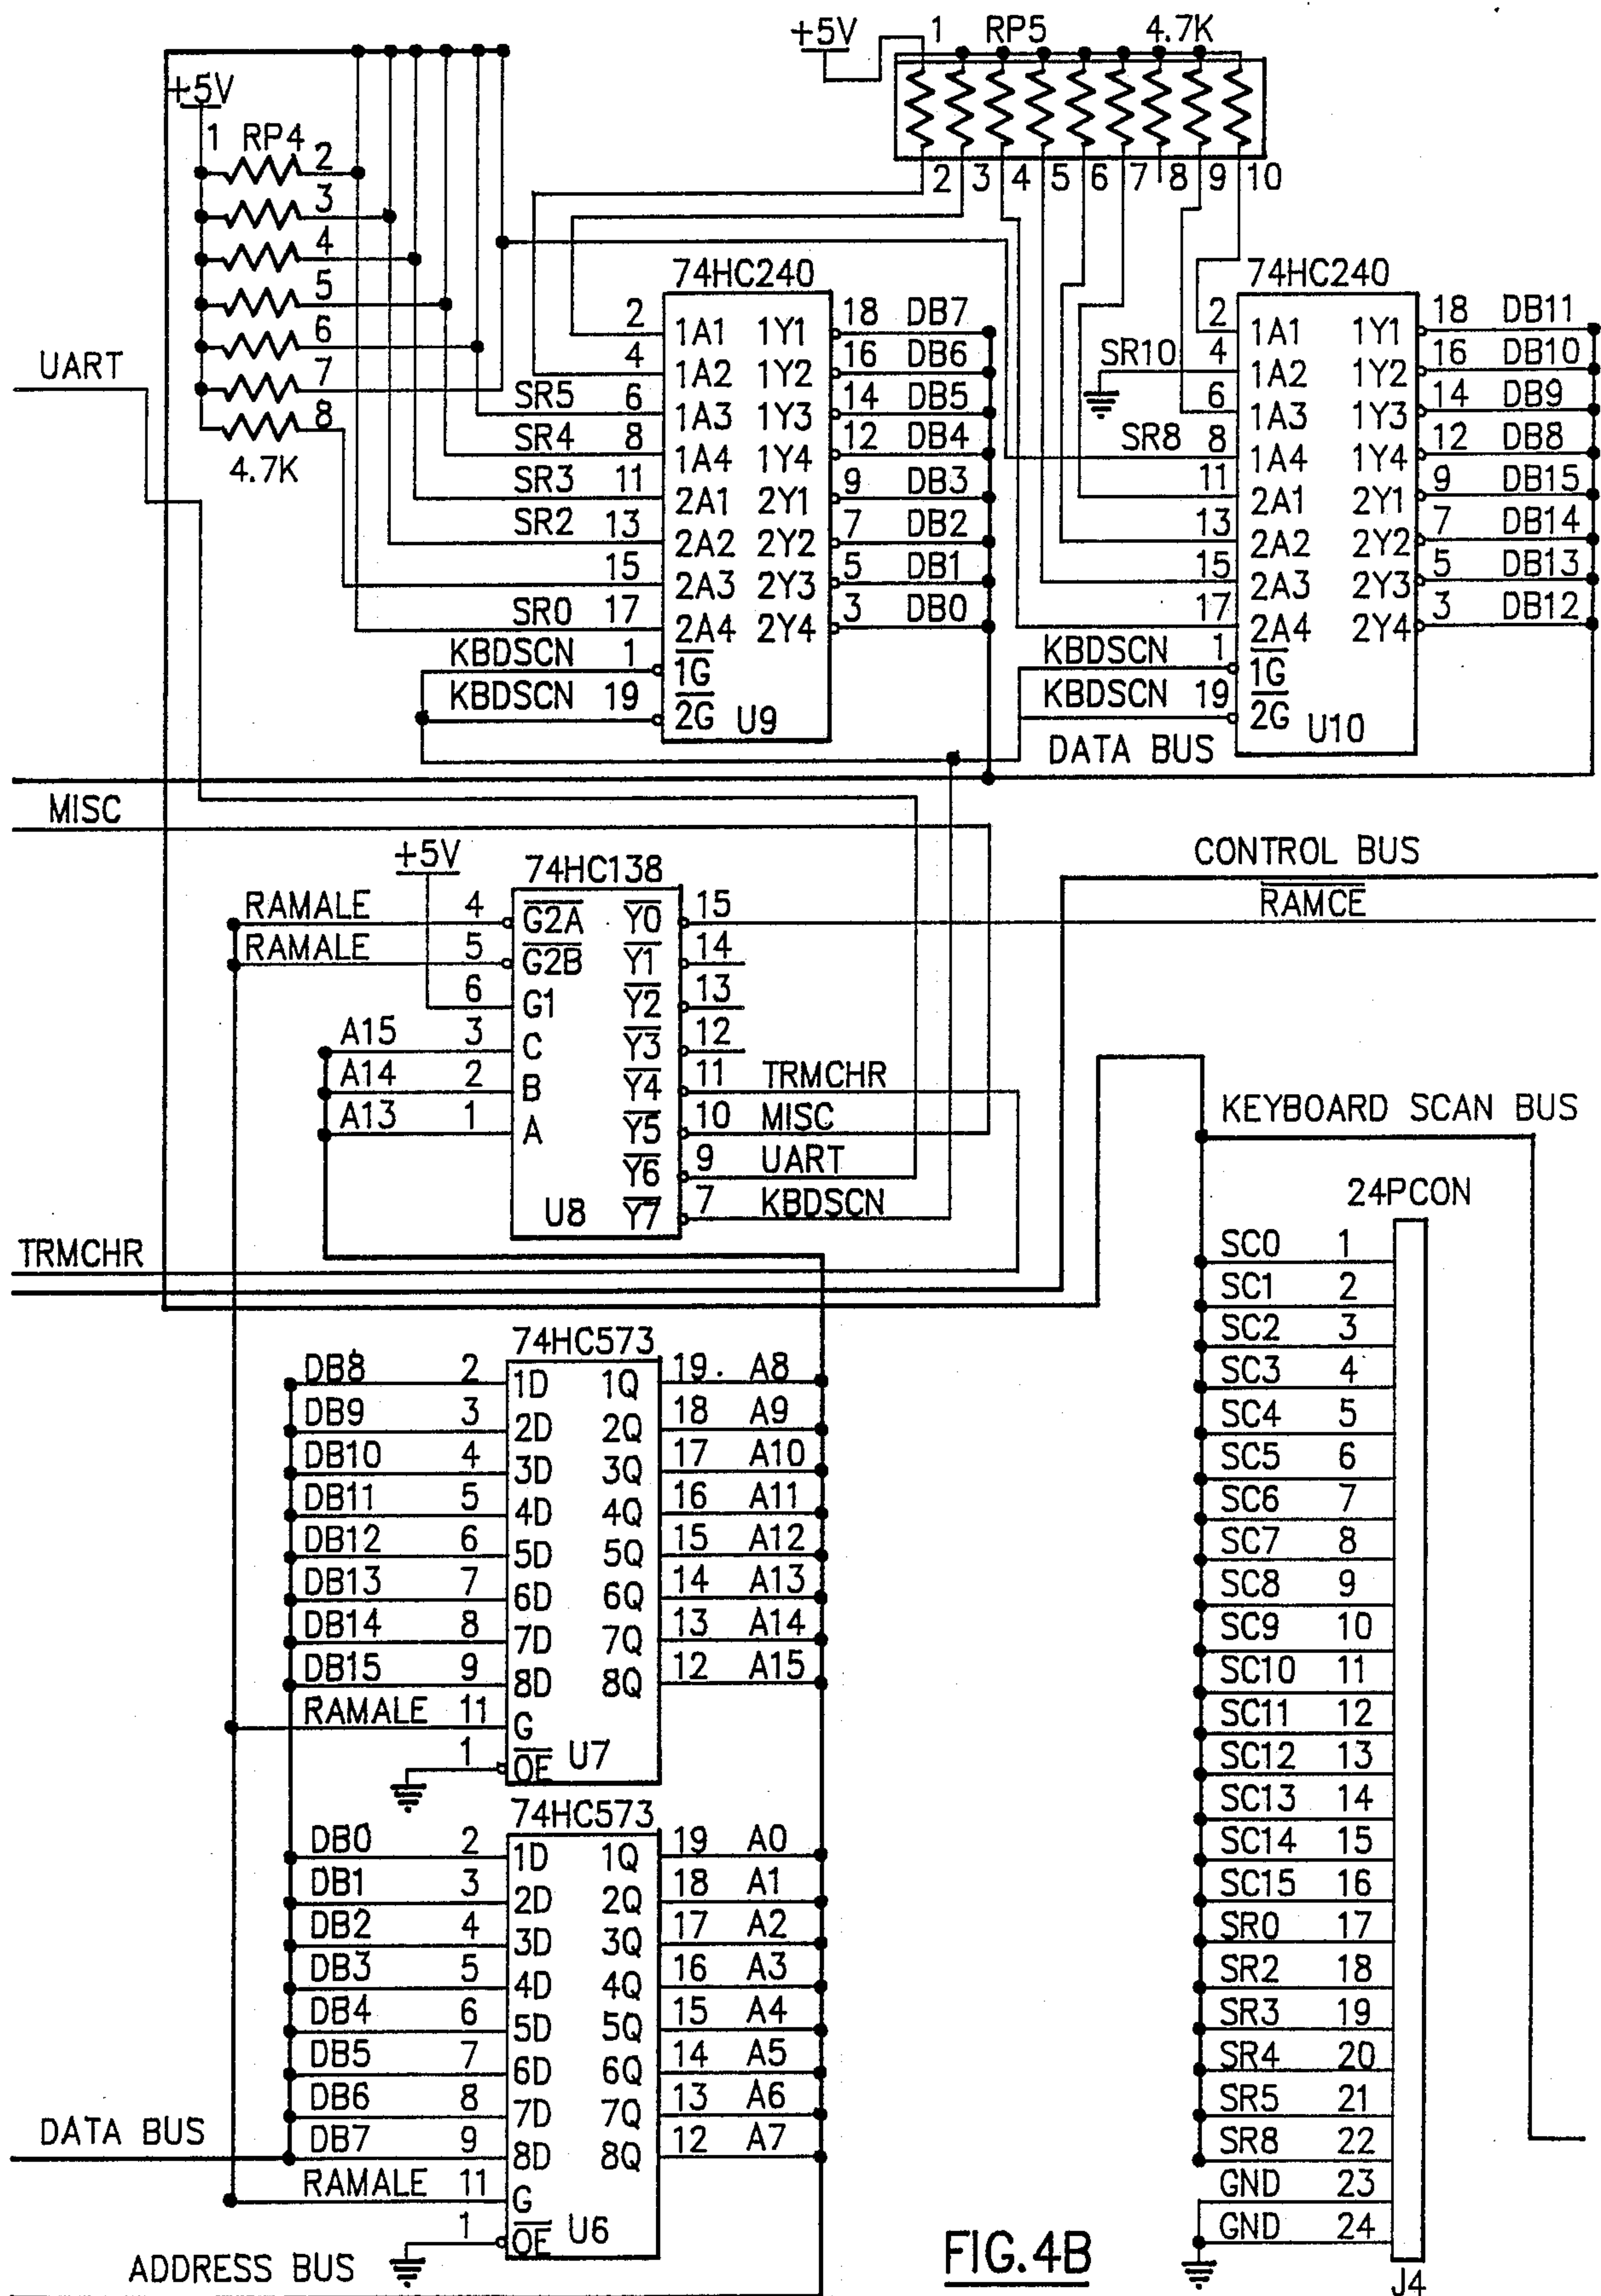 +5V 1 RP5 4.7K
+5V
1 RP4 2
3
4
5
6
7
8
4.7K
2 3 4 5 6 7 8 9 10
UART
74HC240
2 1A1 1Y1 18 DB7
4 1A2 1Y2 16 DB6
SR5 6 1A3 1Y3 14 DB5
SR4 8 1A4 1Y4 12 DB4
SR3 11 2A1 2Y1 9 DB3
SR2 13 2A2 2Y2 7 DB2
15 2A3 2Y3 5 DB1
SR0 17 2A4 2Y4 3 DB0
KBDSCN 1 1G
KBDSCN 19 2G U9
74HC240
2 1A1 1Y1 18 DB11
SR10 4 1A2 1Y2 16 DB10
6 1A3 1Y3 14 DB9
SR8 8 1A4 1Y4 12 DB8
11 2A1 2Y1 9 DB15
13 2A2 2Y2 7 DB14
15 2A3 2Y3 5 DB13
17 2A4 2Y4 3 DB12
KBDSCN 1 1G
KBDSCN 19 2G U10
DATA BUS
MISC
+5V 74HC138
RAMALE 4 G2A Y0 15
RAMALE 5 G2B Y1 14
6 G1 Y2 13
A15 3 C Y3 12
A14 2 B Y4 11 TRMCHR
A13 1 A Y5 10 MISC
Y6 9 UART
U8 Y7 7 KBDSCN
CONTROL BUS
RAMCE
TRMCHR
KEYBOARD SCAN BUS
74HC573
DB8 2 1D 1Q 19 A8
DB9 3 2D 2Q 18 A9
DB10 4 3D 3Q 17 A10
DB11 5 4D 4Q 16 A11
DB12 6 5D 5Q 15 A12
DB13 7 6D 6Q 14 A13
DB14 8 7D 7Q 13 A14
DB15 9 8D 8Q 12 A15
RAMALE 11 G
1 OE U7
74HC573
DB0 2 1D 1Q 19 A0
DB1 3 2D 2Q 18 A1
DB2 4 3D 3Q 17 A2
DB3 5 4D 4Q 16 A3
DB4 6 5D 5Q 15 A4
DB5 7 6D 6Q 14 A5
DB6 8 7D 7Q 13 A6
DB7 9 8D 8Q 12 A7
RAMALE 11 G
1 OE U6
DATA BUS
ADDRESS BUS
24PCON
SC0 1
SC1 2
SC2 3
SC3 4
SC4 5
SC5 6
SC6 7
SC7 8
SC8 9
SC9 10
SC10 11
SC11 12
SC12 13
SC13 14
SC14 15
SC15 16
SR0 17
SR2 18
SR3 19
SR4 20
SR5 21
SR8 22
GND 23
GND 24
J4
FIG.4B